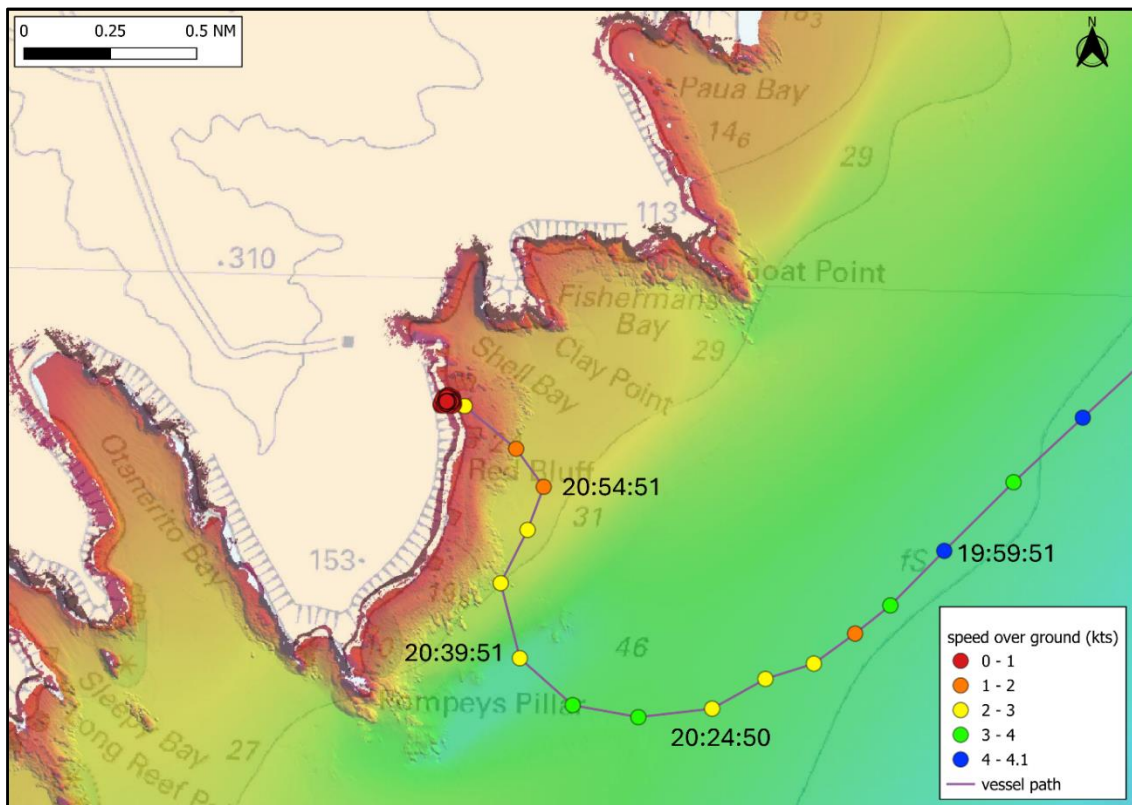 0 0.25 0.5 NM
N
18₃
Paua Bay
14₆
29
113
.310
Goat Point
Fishermans
Bay
29
Shell Bay
Clay Point
Red Bluff
20:54:51
31
Otanerito Bay
153
fS
19:59:51
46
20:39:51
Pompeys Pillar
20:24:50
Sleepy Bay
Long Reef
27
speed over ground (kts)
0 - 1
1 - 2
2 - 3
3 - 4
4 - 4.1
vessel path